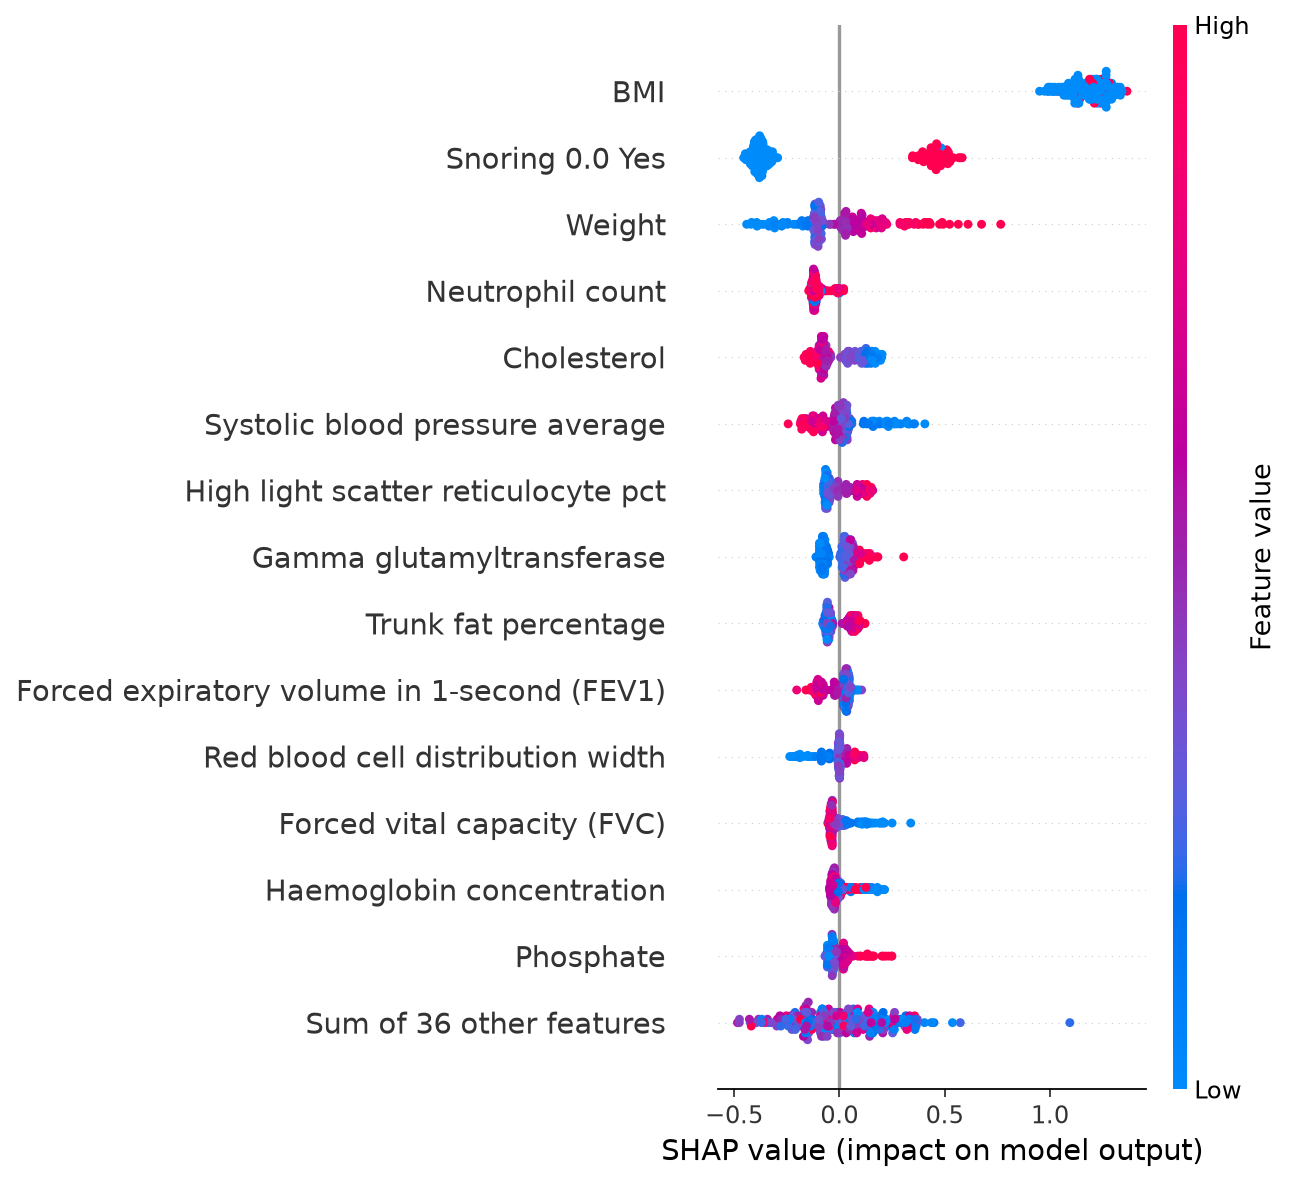 High
BMI
Snoring 0.0 Yes
Weight
Neutrophil count
Cholesterol
Systolic blood pressure average
High light scatter reticulocyte pct
Gamma glutamyltransferase
Trunk fat percentage
Forced expiratory volume in 1-second (FEV1)
Red blood cell distribution width
Forced vital capacity (FVC)
Haemoglobin concentration
Phosphate
Sum of 36 other features
Feature value
Low
−0.5 0.0 0.5 1.0
SHAP value (impact on model output)